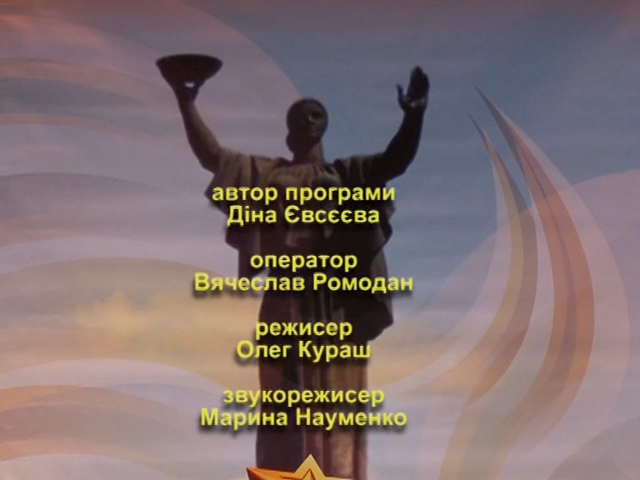 автор програми
Діна Євсєєва
оператор
Вячеслав Ромодан
режисер
Олег Кураш
звукорежисер
Марина Науменко